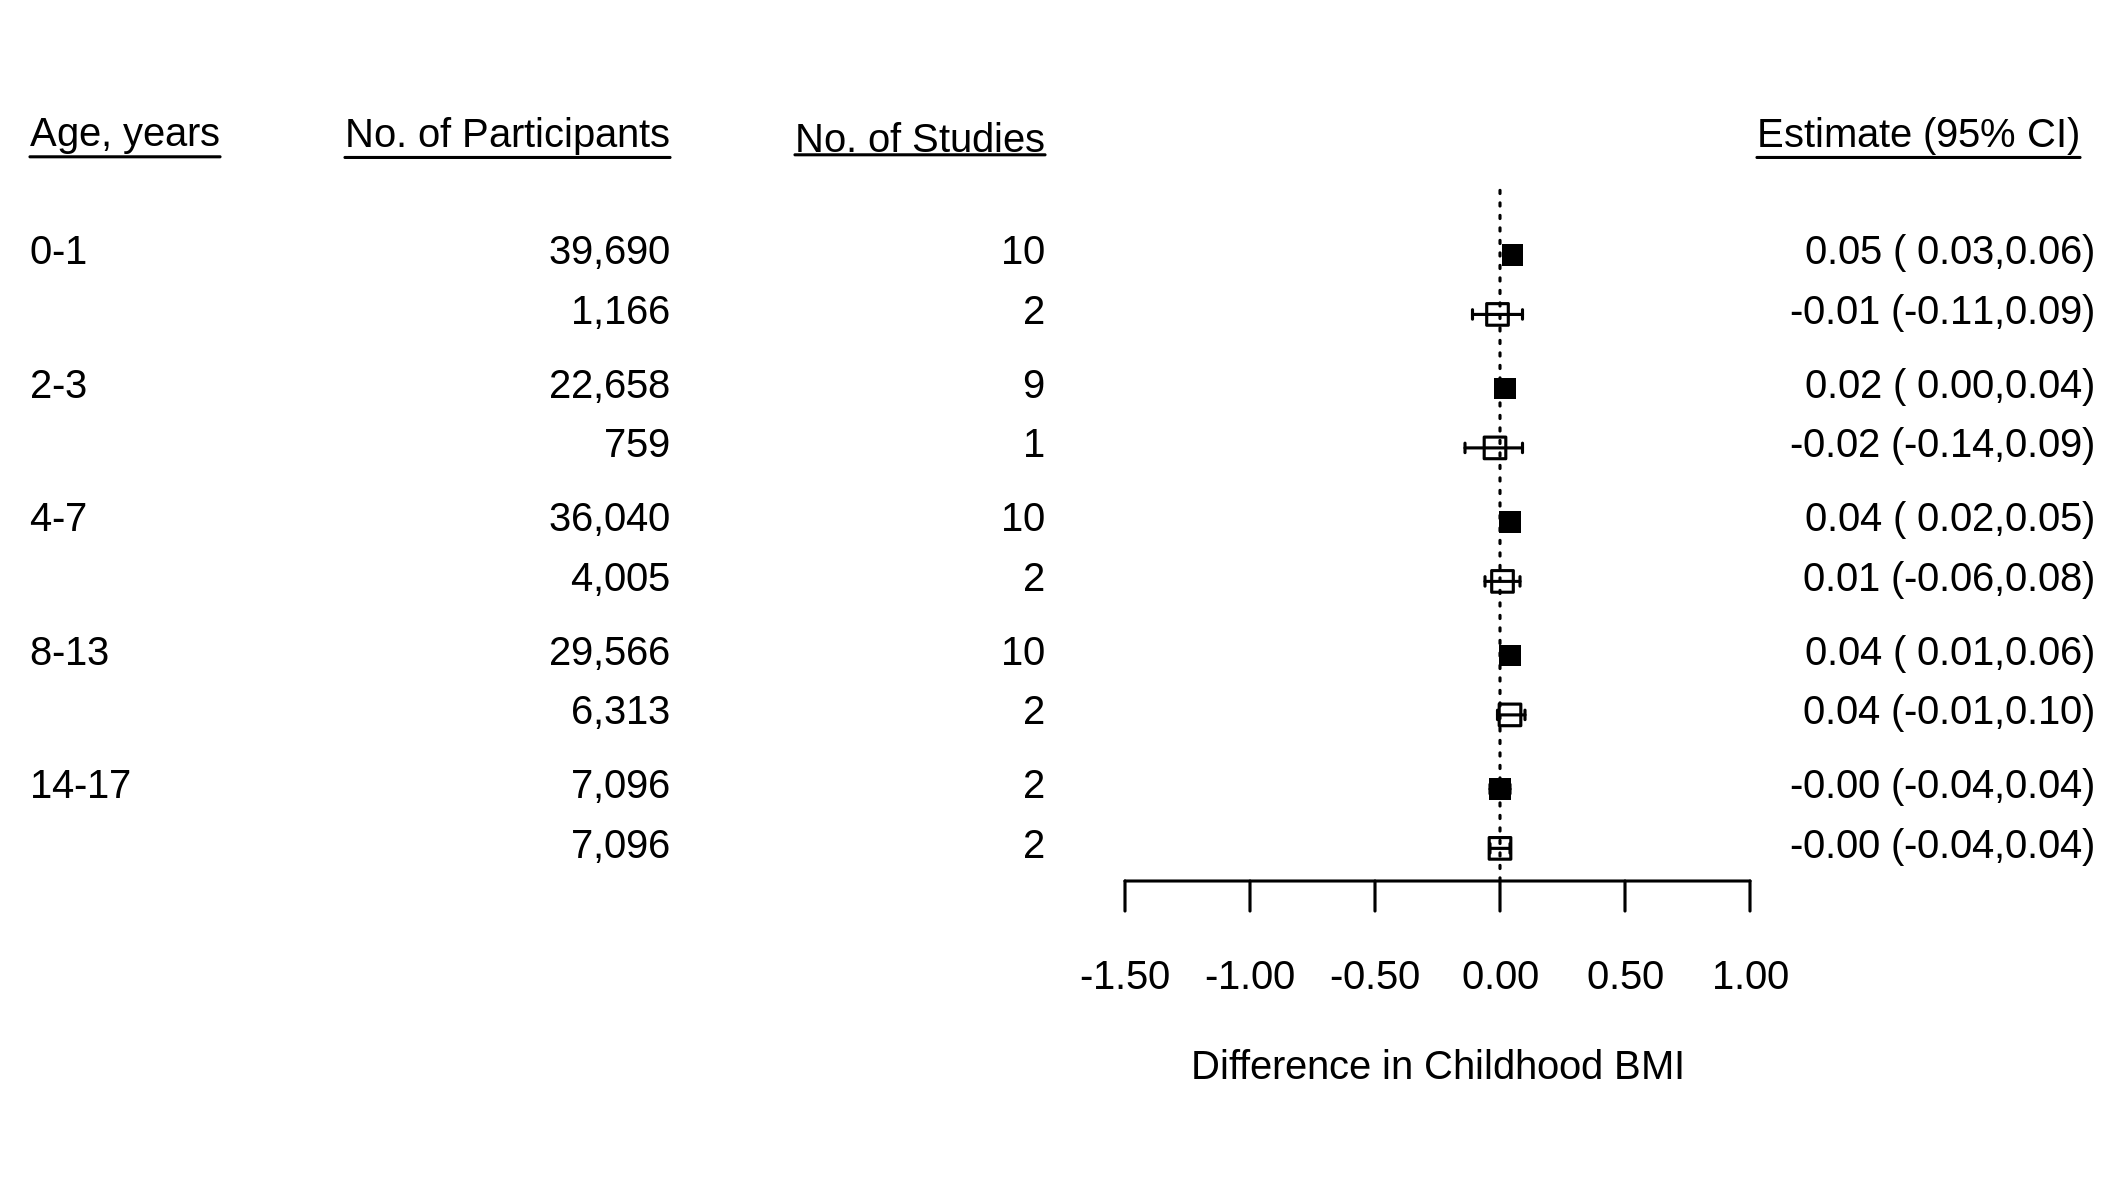 Age, years No. of Participants No. of Studies Estimate (95% CI)
0-1 39,690 10 0.05 ( 0.03,0.06)
1,166 2 -0.01 (-0.11,0.09)
2-3 22,658 9 0.02 ( 0.00,0.04)
759 1 -0.02 (-0.14,0.09)
4-7 36,040 10 0.04 ( 0.02,0.05)
4,005 2 0.01 (-0.06,0.08)
8-13 29,566 10 0.04 ( 0.01,0.06)
6,313 2 0.04 (-0.01,0.10)
14-17 7,096 2 -0.00 (-0.04,0.04)
7,096 2 -0.00 (-0.04,0.04)
-1.50 -1.00 -0.50 0.00 0.50 1.00
Difference in Childhood BMI